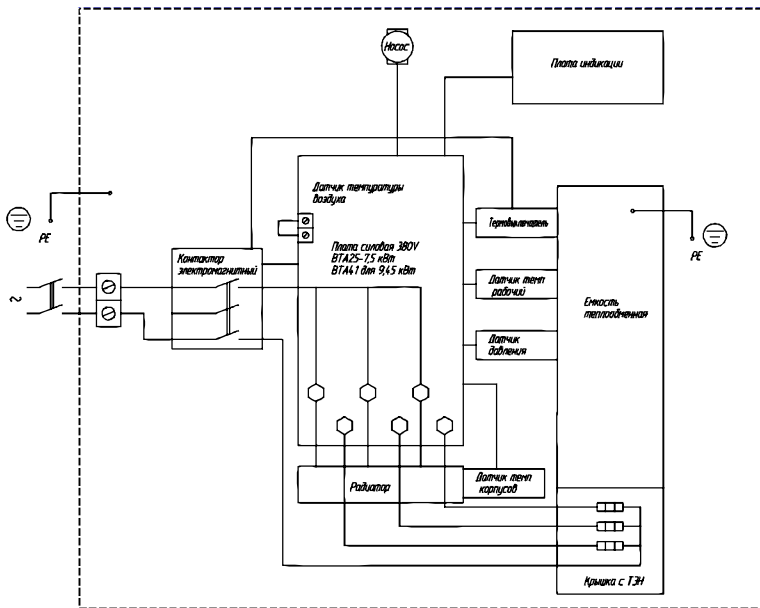 Насос
Плата индикации
Датчик температуры
воздуха
Термовыключатель
PE
PE
Контактор
электромагнитный
Плата силовая 380V
BTA25-7,5 кВт
BTA41 для 9,45 кВт
Датчик темп
рабочий
Емкость
теплообменная
~
Датчик
давления
Радиатор
Датчик темп
корпусов
Крышка с ТЭН